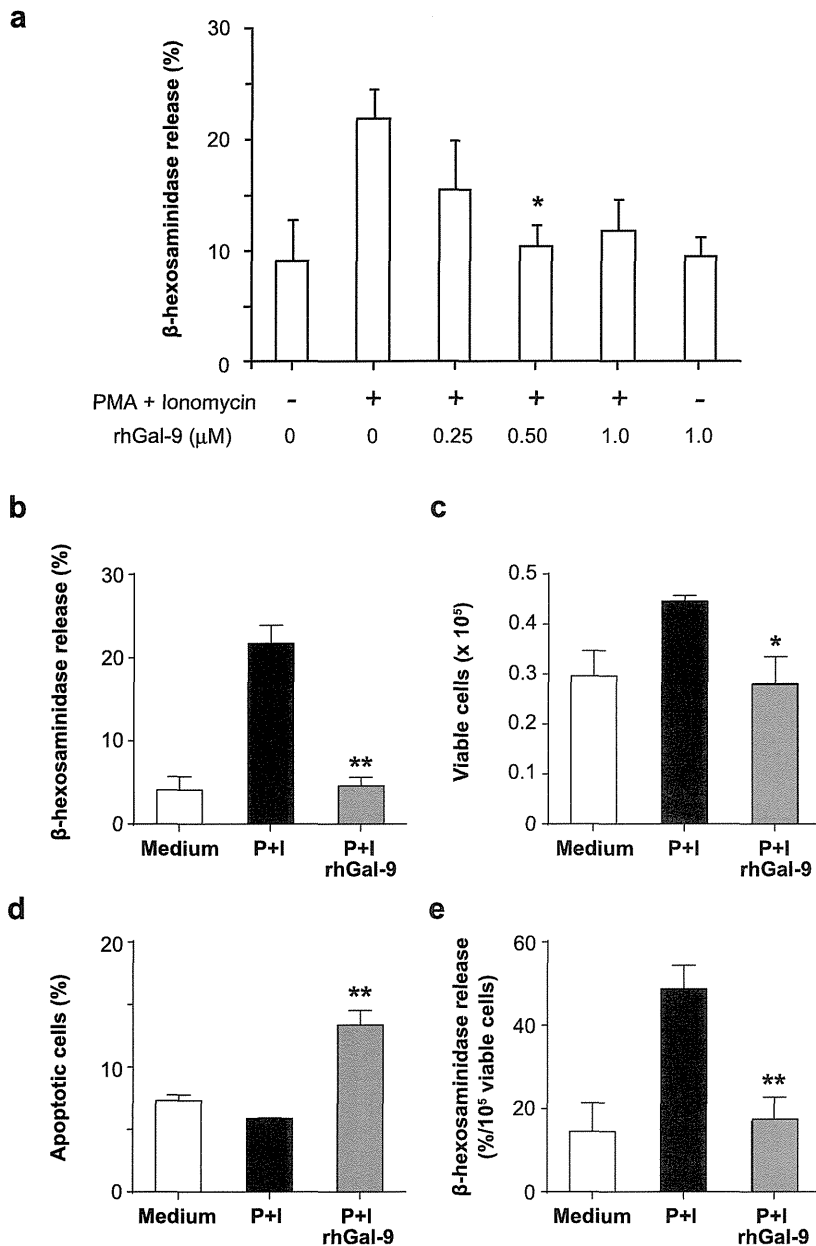 a
β-hexosaminidase release (%)
30
20
10
0
PMA + Ionomycin - + + + + -
rhGal-9 (μM) 0 0 0.25 0.50 1.0 1.0
*
b
β-hexosaminidase release (%)
30
20
10
0
**
Medium P+I P+I
rhGal-9
c
Viable cells (x 10⁵)
0.5
0.4
0.3
0.2
0.1
0
*
Medium P+I P+I
rhGal-9
d
Apoptotic cells (%)
20
10
0
**
Medium P+I P+I
rhGal-9
e
β-hexosaminidase release
(%/10⁵ viable cells)
60
40
20
0
**
Medium P+I P+I
rhGal-9